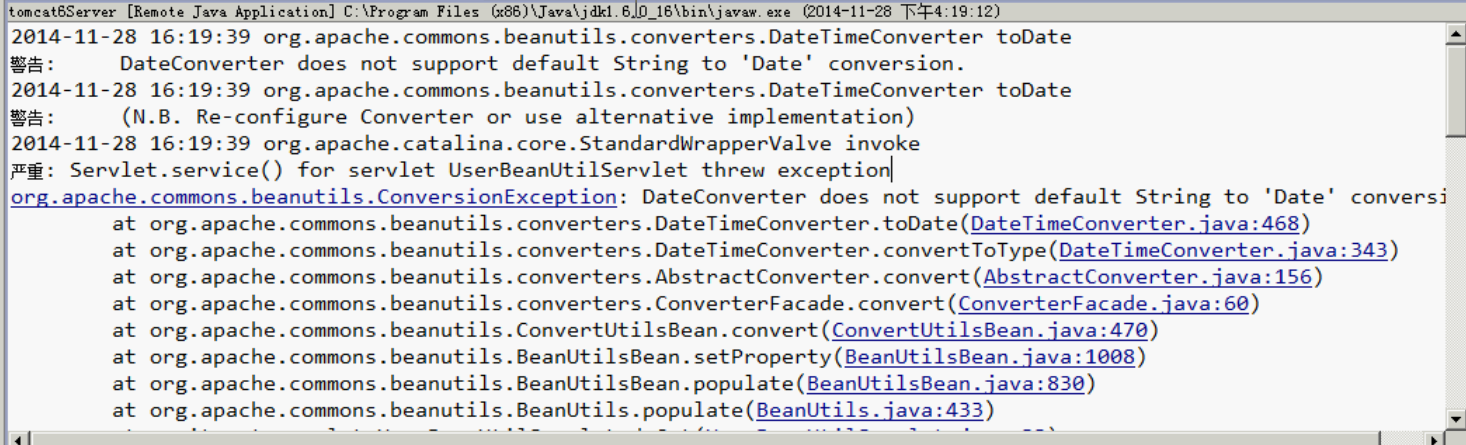 tomcat6Server [Remote Java Application] C:\Program Files (x86)\Java\jdk1.6.0_16\bin\javaw.exe (2014-11-28 下午4:19:12)
2014-11-28 16:19:39 org.apache.commons.beanutils.converters.DateTimeConverter toDate
警告:     DateConverter does not support default String to 'Date' conversion.
2014-11-28 16:19:39 org.apache.commons.beanutils.converters.DateTimeConverter toDate
警告:     (N.B. Re-configure Converter or use alternative implementation)
2014-11-28 16:19:39 org.apache.catalina.core.StandardWrapperValve invoke
严重: Servlet.service() for servlet UserBeanUtilServlet threw exception
org.apache.commons.beanutils.ConversionException: DateConverter does not support default String to 'Date' conversi
at org.apache.commons.beanutils.converters.DateTimeConverter.toDate(DateTimeConverter.java:468)
at org.apache.commons.beanutils.converters.DateTimeConverter.convertToType(DateTimeConverter.java:343)
at org.apache.commons.beanutils.converters.AbstractConverter.convert(AbstractConverter.java:156)
at org.apache.commons.beanutils.converters.ConverterFacade.convert(ConverterFacade.java:60)
at org.apache.commons.beanutils.ConvertUtilsBean.convert(ConvertUtilsBean.java:470)
at org.apache.commons.beanutils.BeanUtilsBean.setProperty(BeanUtilsBean.java:1008)
at org.apache.commons.beanutils.BeanUtilsBean.populate(BeanUtilsBean.java:830)
at org.apache.commons.beanutils.BeanUtils.populate(BeanUtils.java:433)